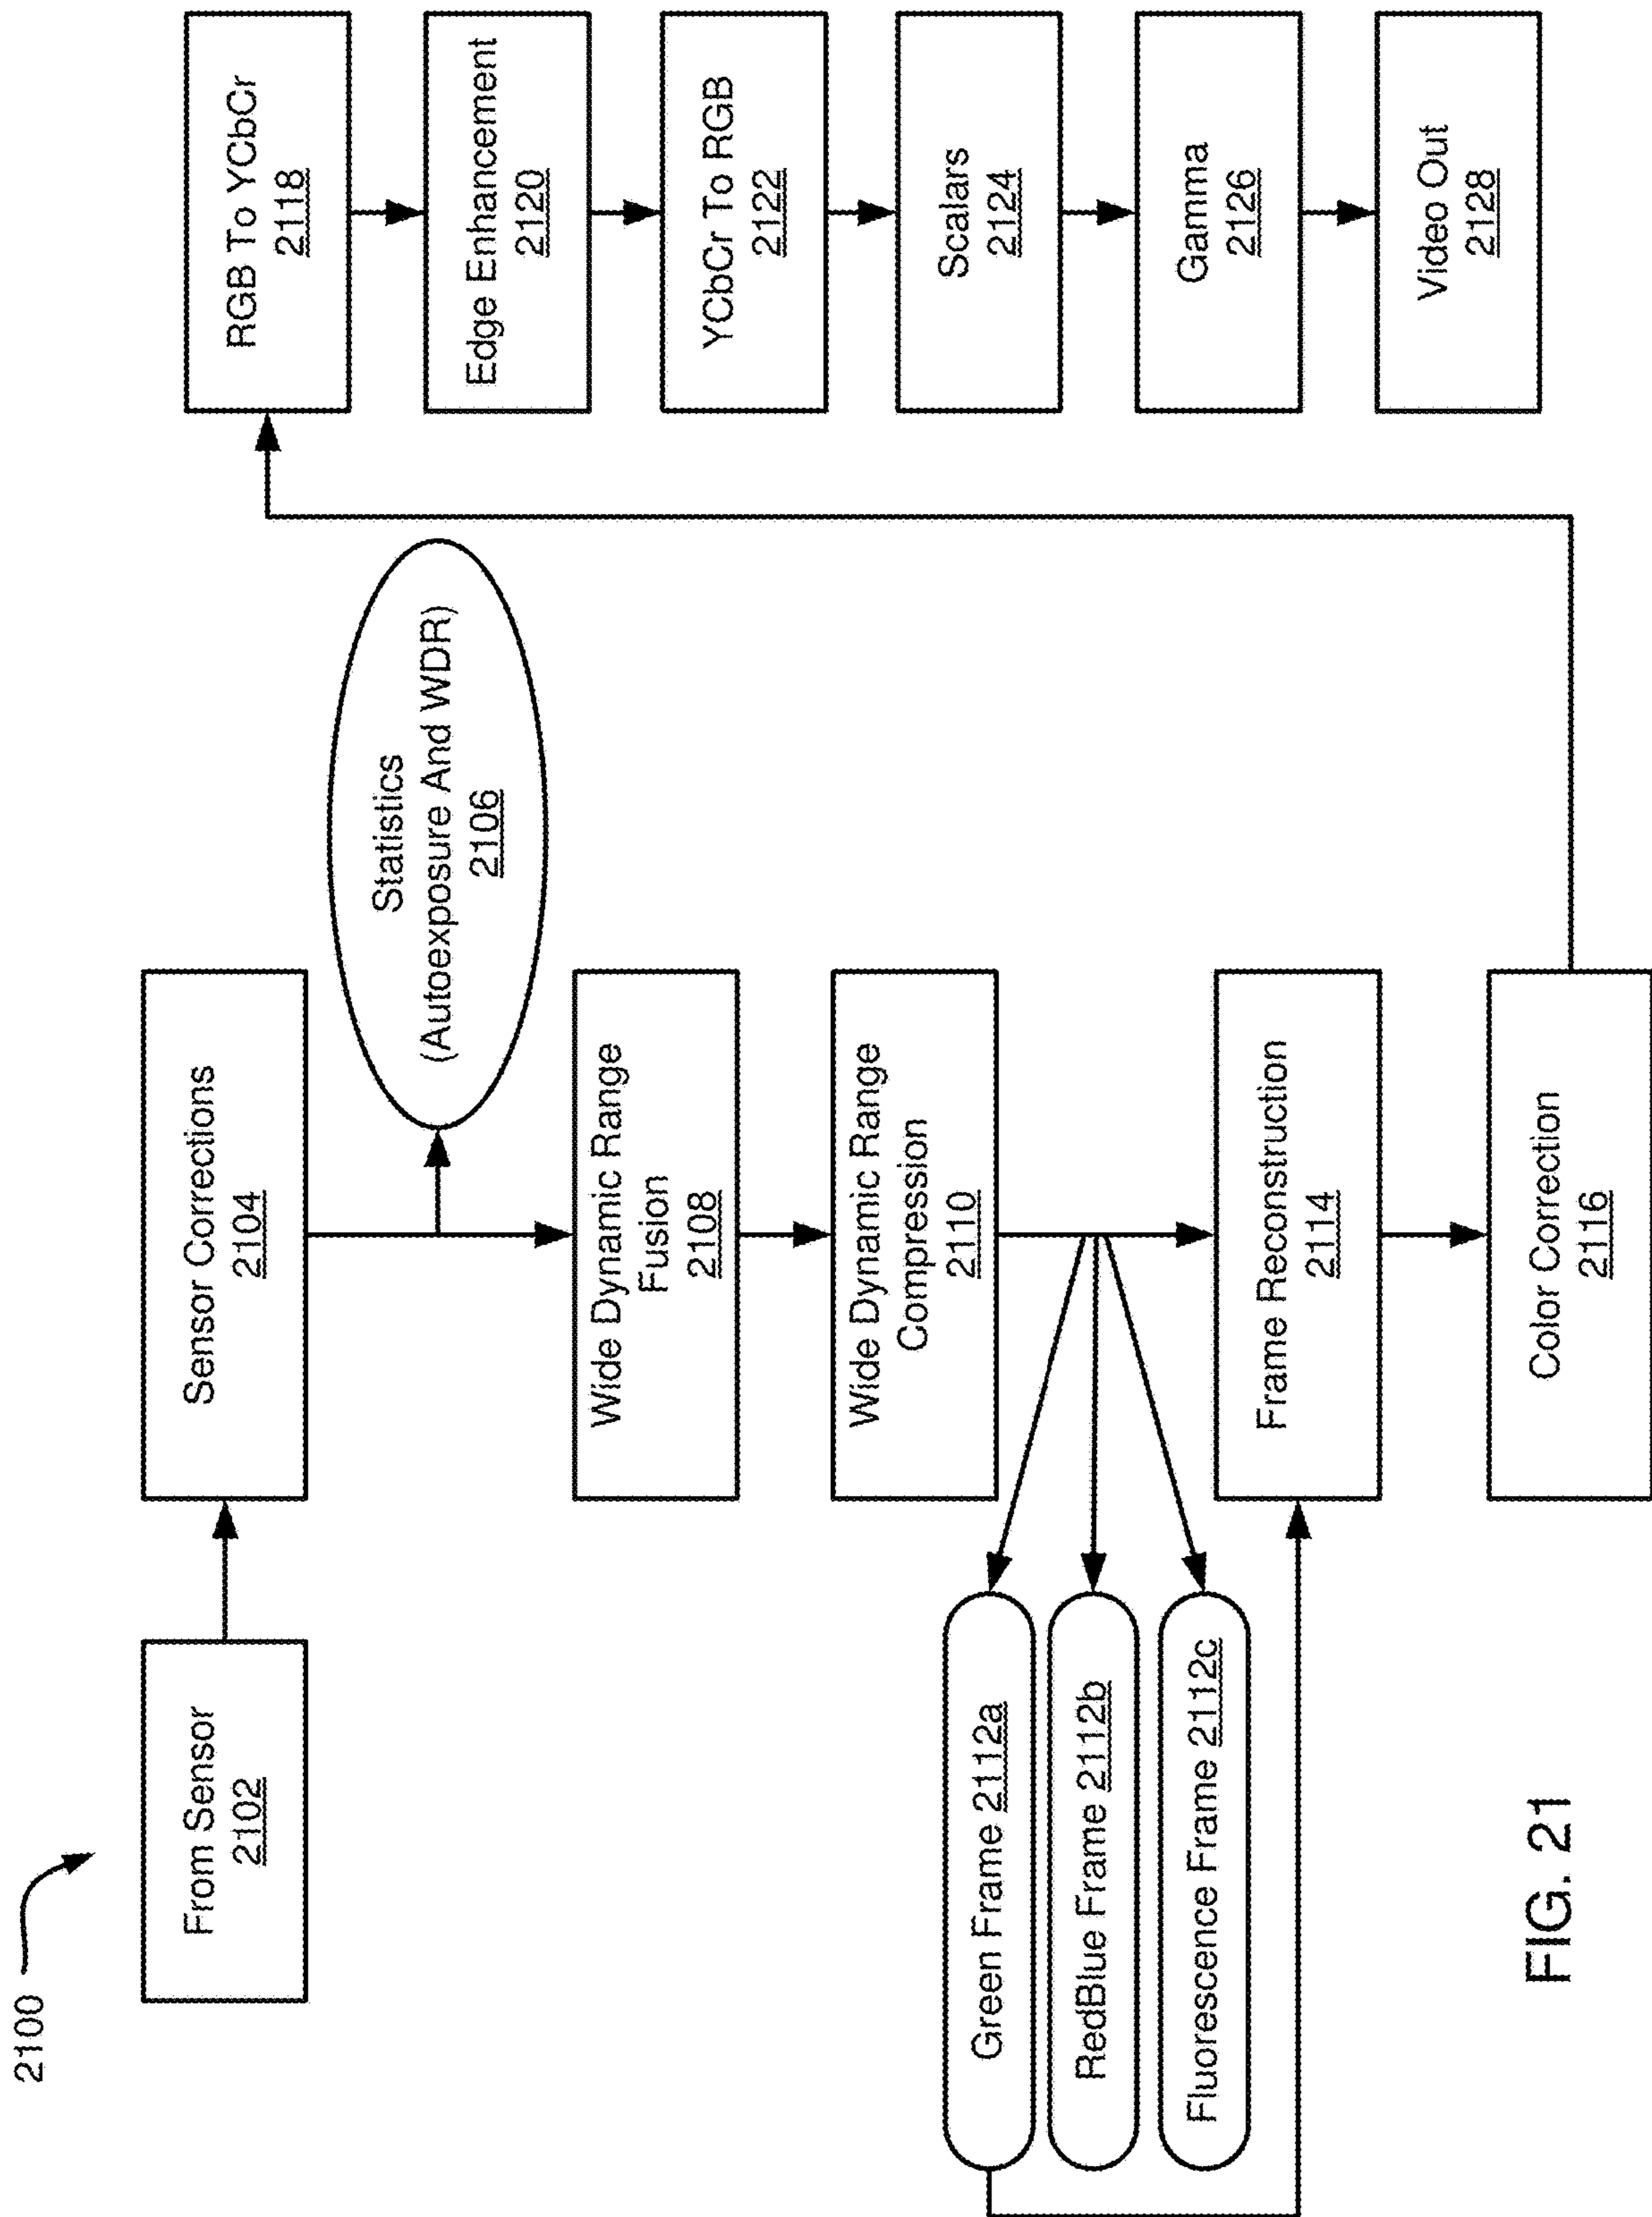 2100
From Sensor
2102
Sensor Corrections
2104
Statistics
(Autoexposure And WDR)
2106
Wide Dynamic Range
Fusion
2108
Wide Dynamic Range
Compression
2110
Green Frame 2112a
RedBlue Frame 2112b
Fluorescence Frame 2112c
Frame Reconstruction
2114
Color Correction
2116
RGB To YCbCr
2118
Edge Enhancement
2120
YCbCr To RGB
2122
Scalars
2124
Gamma
2126
Video Out
2128
FIG. 21